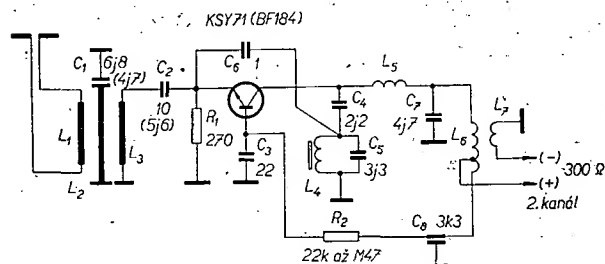 KSY71 (BF184)
C1
6j8
(4j7)
C2
10
(5j6)
C6
1
L5
L7
C4
2j2
C7
4j7
L6
L1
L3
R1
270
C3
22
L4
C5
3j3
(-)
300 Ω
(+)
2. kanál
L2
R2
22k až M47
C8
3k3